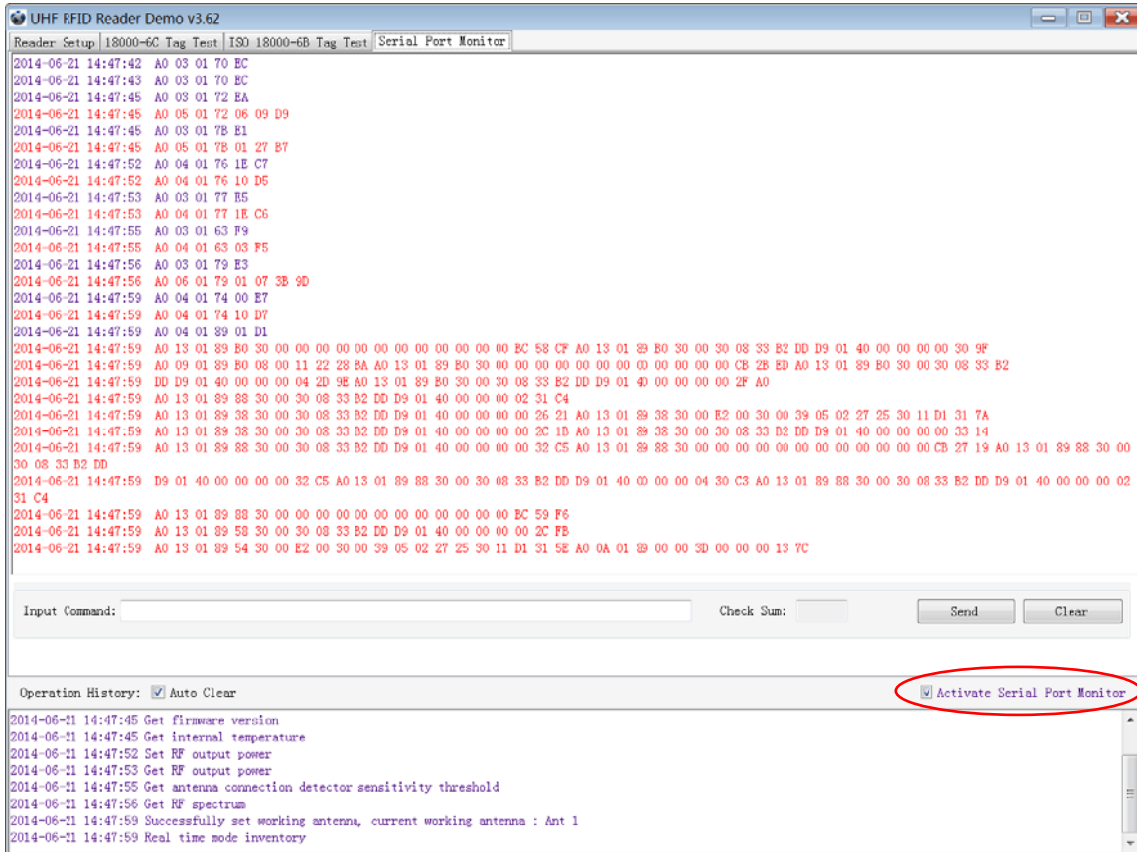 UHF RFID Reader Demo v3.62
Reader Setup 18000-6C Tag Test ISO 18000-6B Tag Test Serial Port Monitor
2014-06-21 14:47:42 A0 03 01 70 EC
2014-06-21 14:47:43 A0 03 01 70 EC
2014-06-21 14:47:45 A0 03 01 72 EA
2014-06-21 14:47:45 A0 05 01 72 06 09 D9
2014-06-21 14:47:45 A0 03 01 7B E1
2014-06-21 14:47:45 A0 05 01 7B 01 27 B7
2014-06-21 14:47:52 A0 04 01 76 1E C7
2014-06-21 14:47:52 A0 04 01 76 10 D5
2014-06-21 14:47:53 A0 03 01 77 E5
2014-06-21 14:47:53 A0 04 01 77 1E C6
2014-06-21 14:47:55 A0 03 01 63 F9
2014-06-21 14:47:55 A0 04 01 63 03 F5
2014-06-21 14:47:56 A0 03 01 79 E3
2014-06-21 14:47:56 A0 06 01 79 01 07 3B 9D
2014-06-21 14:47:59 A0 04 01 74 00 E7
2014-06-21 14:47:59 A0 04 01 74 10 D7
2014-06-21 14:47:59 A0 04 01 89 01 D1
2014-06-21 14:47:59 A0 13 01 89 B0 30 00 00 00 00 00 00 00 00 00 00 00 00 BC 58 CF A0 13 01 89 B0 30 00 30 08 33 B2 DD D9 01 40 00 00 00 00 30 9F
2014-06-21 14:47:59 A0 09 01 89 B0 08 00 11 22 28 BA A0 13 01 89 B0 30 00 00 00 00 00 00 00 00 00 00 00 00 CB 2B ED A0 13 01 89 B0 30 00 30 08 33 B2
2014-06-21 14:47:59 DD D9 01 40 00 00 00 04 2D 9E A0 13 01 89 B0 30 00 30 08 33 B2 DD D9 01 40 00 00 00 00 2F A0
2014-06-21 14:47:59 A0 13 01 89 88 30 00 30 08 33 B2 DD D9 01 40 00 00 00 02 31 C4
2014-06-21 14:47:59 A0 13 01 89 38 30 00 30 08 33 B2 DD D9 01 40 00 00 00 00 26 21 A0 13 01 89 38 30 00 E2 00 30 00 39 05 02 27 25 30 11 D1 31 7A
2014-06-21 14:47:59 A0 13 01 89 38 30 00 30 08 33 B2 DD D9 01 40 00 00 00 00 2C 1B A0 13 01 89 38 30 00 30 08 33 B2 DD D9 01 40 00 00 00 00 33 14
2014-06-21 14:47:59 A0 13 01 89 88 30 00 30 08 33 B2 DD D9 01 40 00 00 00 00 32 C5 A0 13 01 89 88 30 00 00 00 00 00 00 00 00 00 00 00 00 CB 27 19 A0 13 01 89 88 30 00
30 08 33 B2 DD
2014-06-21 14:47:59 D9 01 40 00 00 00 00 32 C5 A0 13 01 89 88 30 00 30 08 33 B2 DD D9 01 40 00 00 00 04 30 C3 A0 13 01 89 88 30 00 30 08 33 B2 DD D9 01 40 00 00 00 02
31 C4
2014-06-21 14:47:59 A0 13 01 89 88 30 00 00 00 00 00 00 00 00 00 00 00 00 BC 59 F6
2014-06-21 14:47:59 A0 13 01 89 58 30 00 30 08 33 B2 DD D9 01 40 00 00 00 00 2C FB
2014-06-21 14:47:59 A0 13 01 89 54 30 00 E2 00 30 00 39 05 02 27 25 30 11 D1 31 5E A0 0A 01 89 00 00 3D 00 00 00 13 7C
Input Command: Check Sum: Send Clear
Operation History: Auto Clear Activate Serial Port Monitor
2014-06-21 14:47:45 Get firmware version
2014-06-21 14:47:45 Get internal temperature
2014-06-21 14:47:52 Set RF output power
2014-06-21 14:47:53 Get RF output power
2014-06-21 14:47:55 Get antenna connection detector sensitivity threshold
2014-06-21 14:47:56 Get RF spectrum
2014-06-21 14:47:59 Successfully set working antenna, current working antenna : Ant 1
2014-06-21 14:47:59 Real time mode inventory